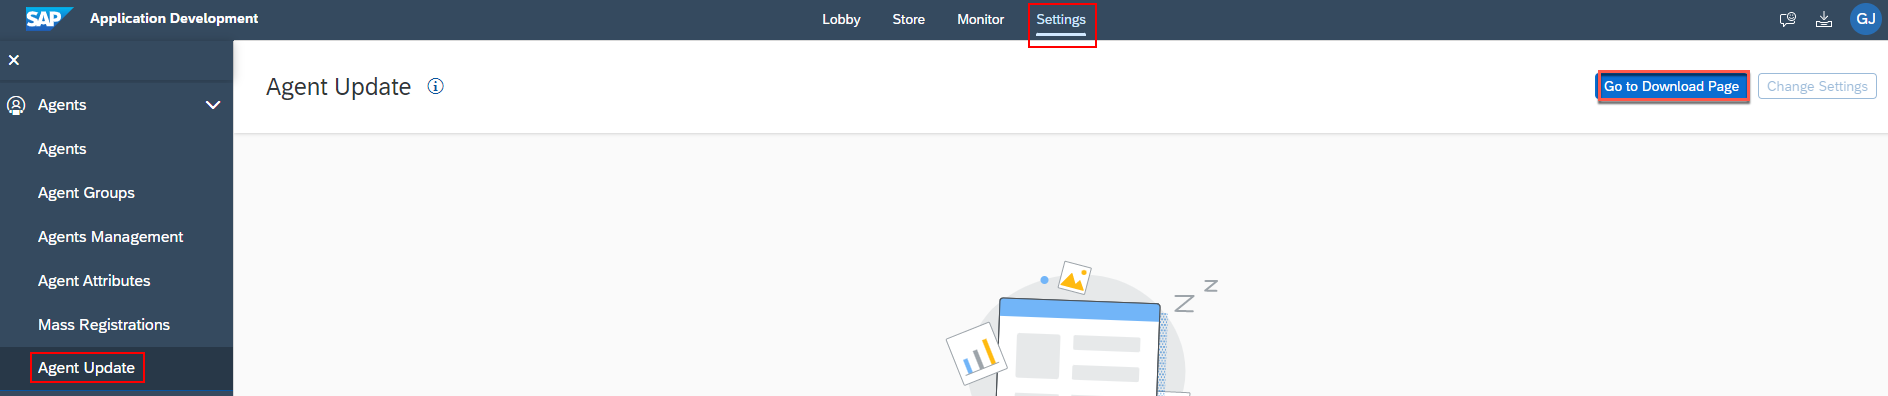 SAP Application Development Lobby Store Monitor Settings GJ
Agents
Agents
Agent Groups
Agents Management
Agent Attributes
Mass Registrations
Agent Update
Agent Update Go to Download Page Change Settings
Z Z